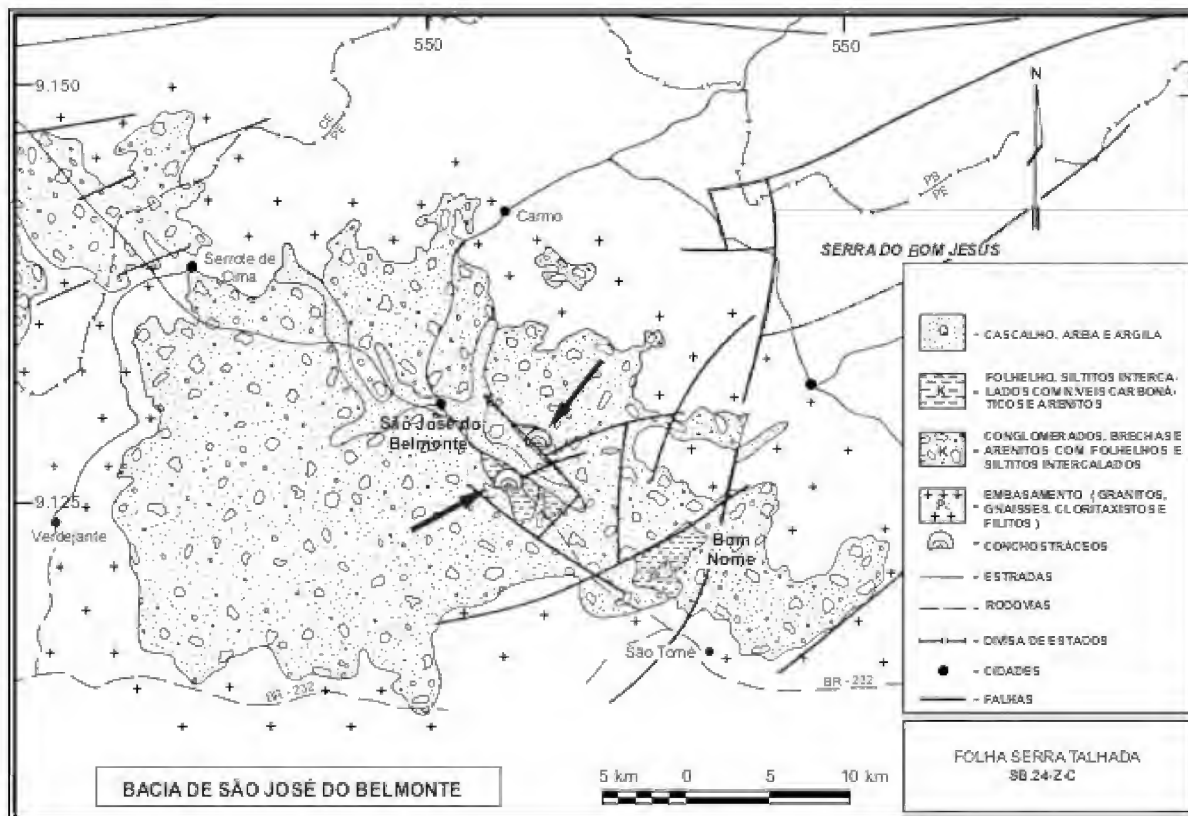 550
550
9.150
N
CE
PE
PB
PE
Carmo
Serrote de
Cima
SERRA DO BOM JESUS
São José do
Belmonte
9.125
Verdejante
Bom
Nome
São Tomé
BR - 232
BR - 232
Q - CASCALHO, AREIA E ARGILA
K - FOLHELHO, SILTITOS INTERCA-
LADOS COM NÍVEIS CARBONÁ-
TICOS E ARENITOS
K - CONGLOMERADOS, BRECHAS E
ARENITOS COM FOLHELHOS E
SILTITOS INTERCALADOS
- EMBASAMENTO (GRANITOS,
GNAISSES, CLORITAXISTOS E
FILITOS)
- CONCHOSTRÁCEOS
- ESTRADAS
- RODOVIAS
- DIVISA DE ESTADOS
- CIDADES
- FALHAS
BACIA DE SÃO JOSÉ DO BELMONTE
5 km 0 5 10 km
FOLHA SERRA TALHADA
SB.24-Z-C